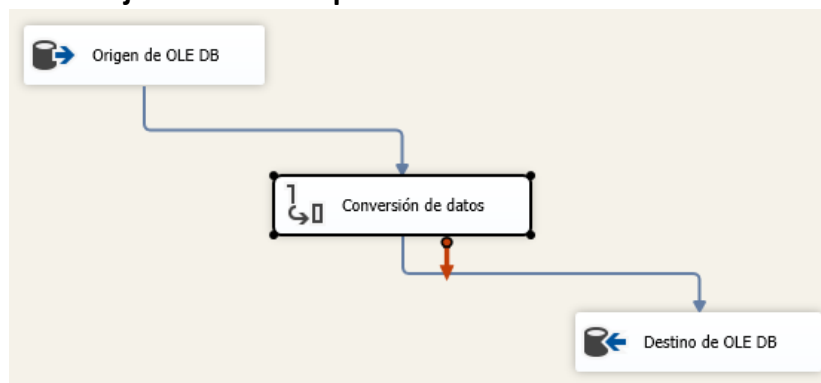 Origen de OLE DB
Conversión de datos
Destino de OLE DB